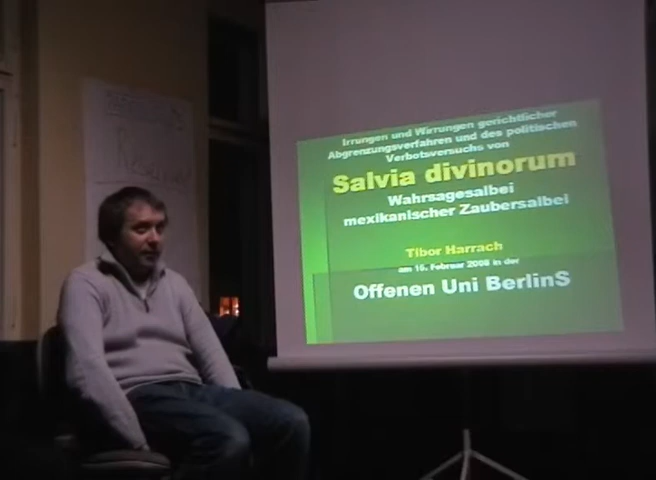 Irrungen und Wirrungen gerichtlicher
Abgrenzungsverfahren und des politischen
Verbotsversuchs von
Salvia divinorum
Wahrsagesalbei
mexikanischer Zaubersalbei
Tibor Harrach
am 16. Februar 2008 in der
Offenen Uni BerlinS